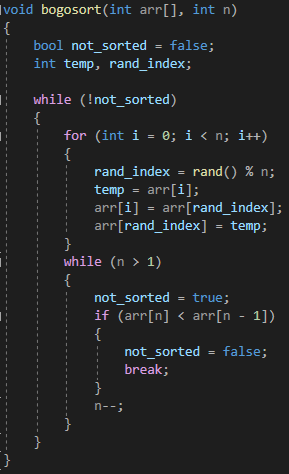 void bogosort(int arr[], int n)
{
    bool not_sorted = false;
    int temp, rand_index;

    while (!not_sorted)
    {
        for (int i = 0; i < n; i++)
        {
            rand_index = rand() % n;
            temp = arr[i];
            arr[i] = arr[rand_index];
            arr[rand_index] = temp;
        }
        while (n > 1)
        {
            not_sorted = true;
            if (arr[n] < arr[n - 1])
            {
                not_sorted = false;
                break;
            }
            n--;
        }
    }
}